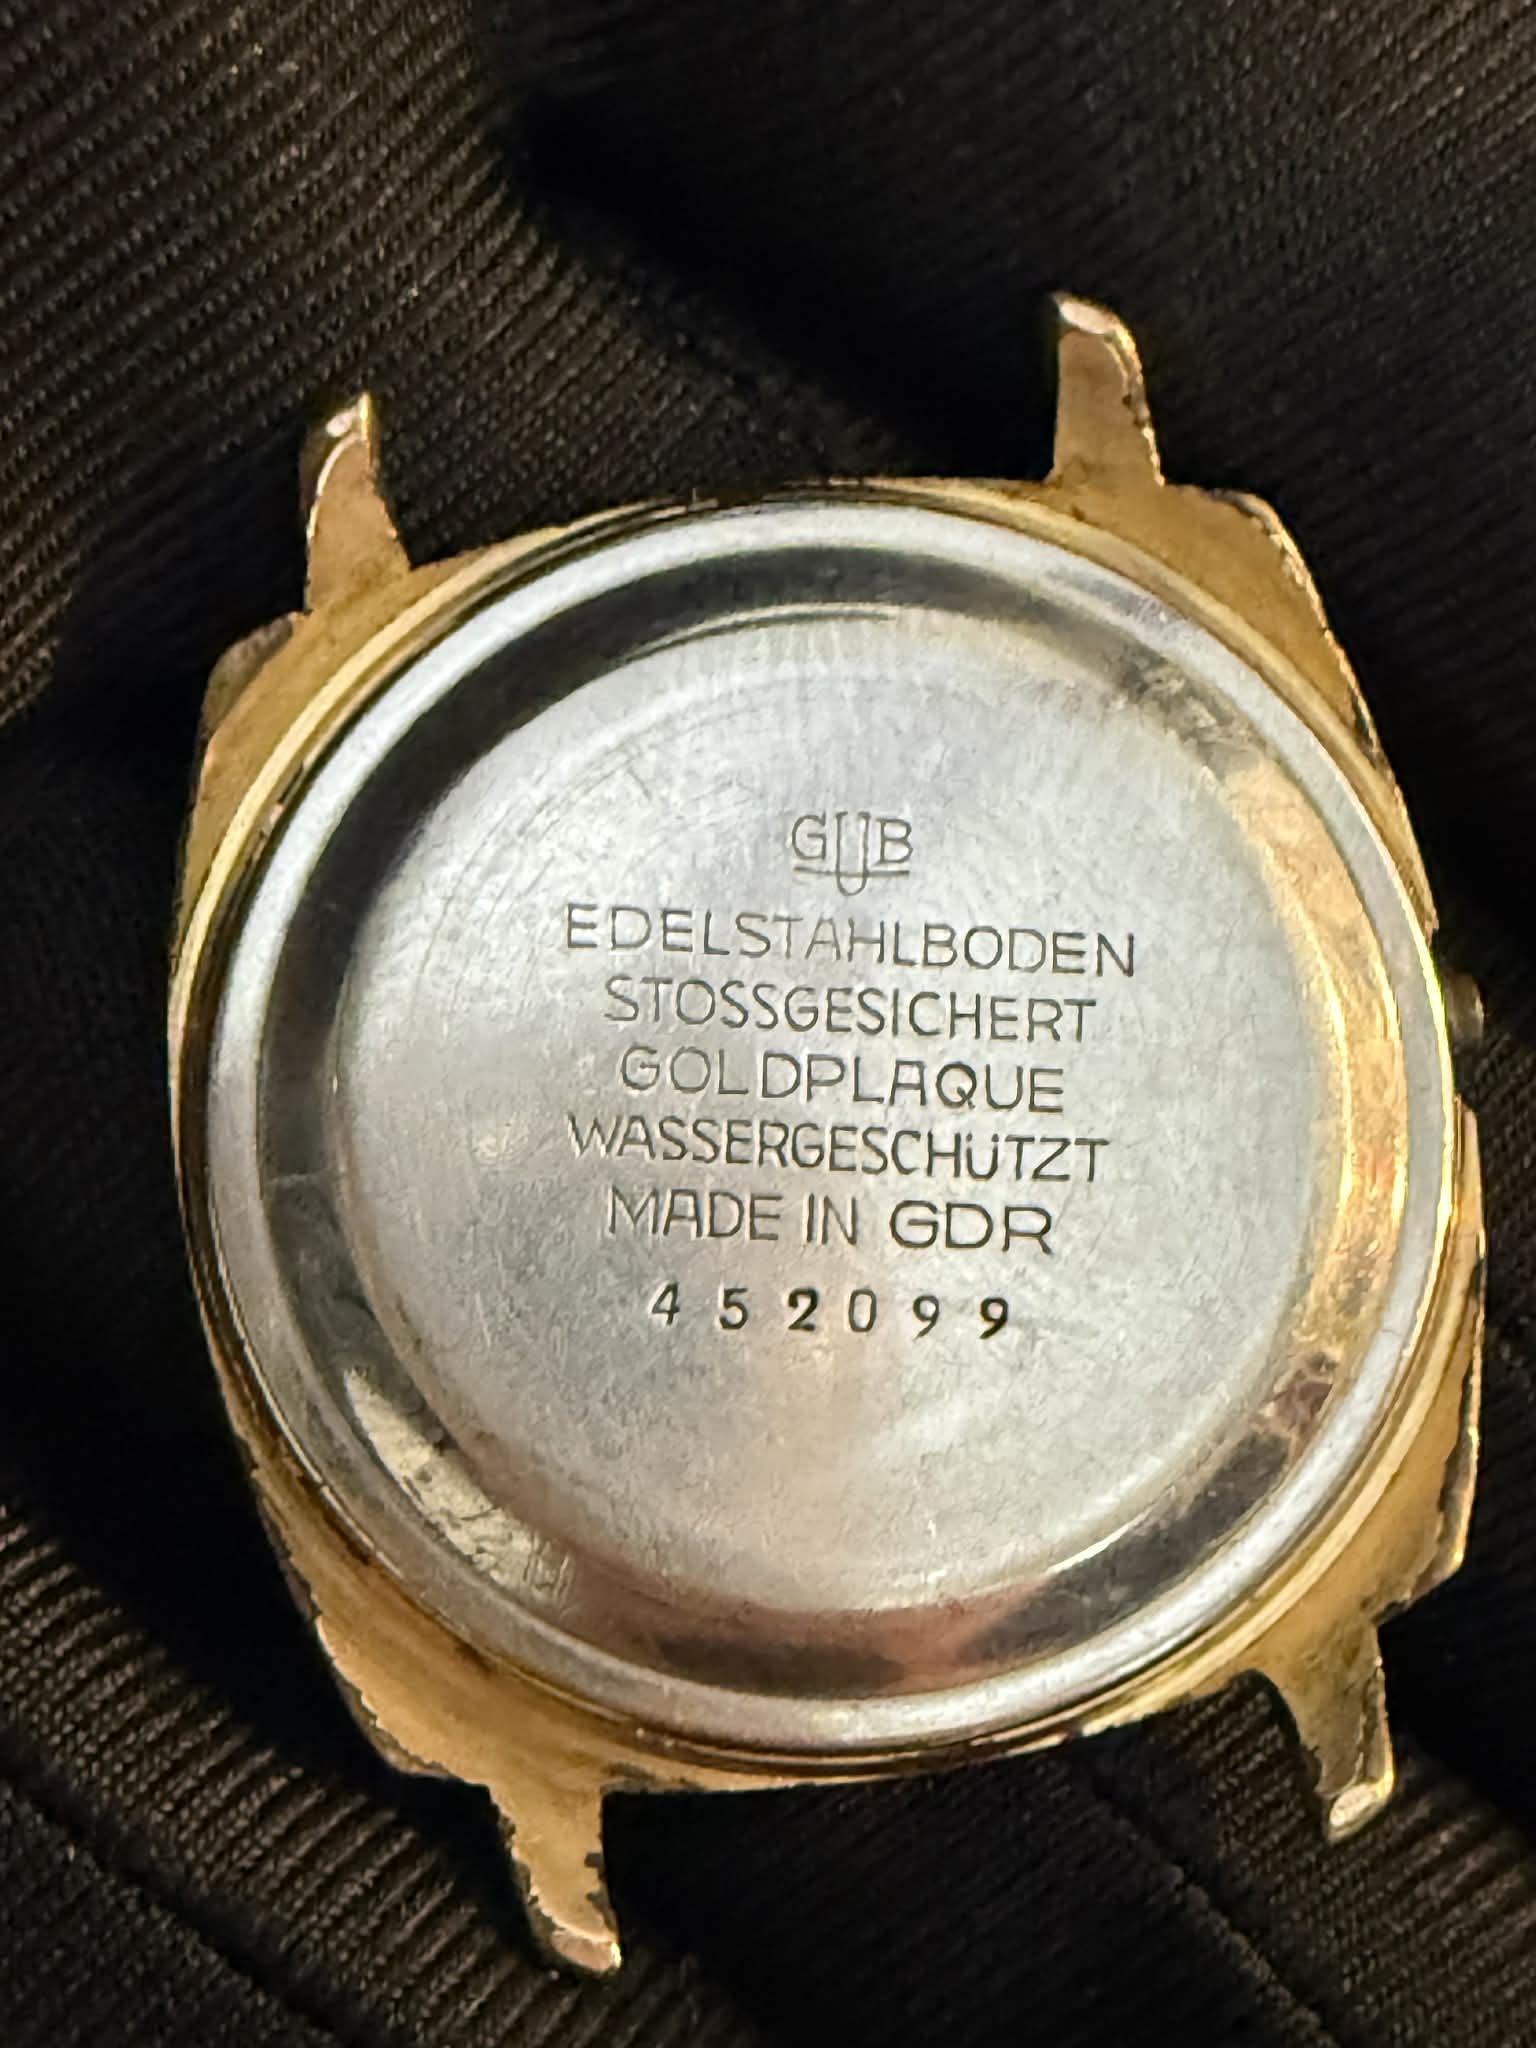 GUB
EDELSTAHLBODEN
STOSSGESICHERT
GOLDPLAQUE
WASSERGESCHÜTZT
MADE IN GDR
452099